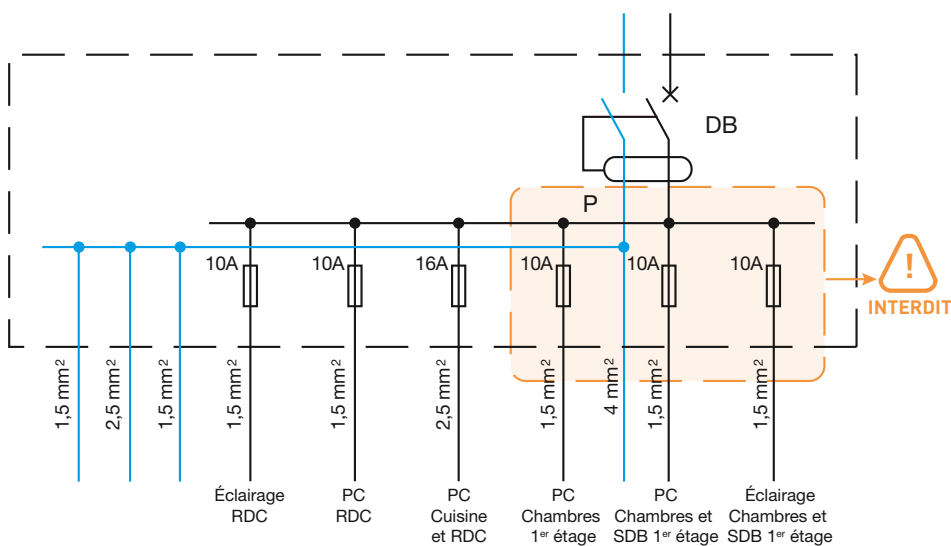 DB
P
10A
10A
16A
10A
10A
10A
!
INTERDIT
1,5 mm²
2,5 mm²
1,5 mm²
1,5 mm²
1,5 mm²
2,5 mm²
1,5 mm²
4 mm²
1,5 mm²
1,5 mm²
Éclairage
RDC
PC
RDC
PC
Cuisine
et RDC
PC
Chambres
1er étage
PC
Chambres et
SDB 1er étage
Éclairage
Chambres et
SDB 1er étage